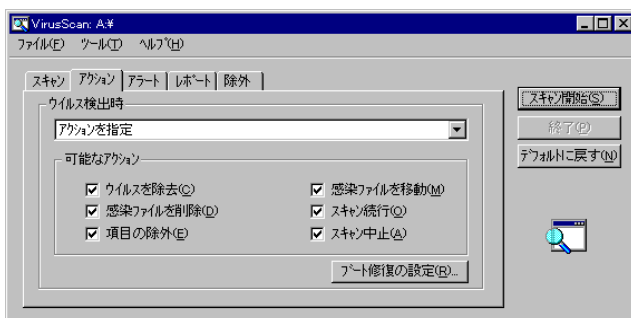 VirusScan: A:¥
ファイル(F) ツール(T) ヘルプ(H)
スキャン アクション アラート レポート 除外
ウイルス検出時
アクションを指定
可能なアクション
ウイルスを除去(C)
感染ファイルを移動(M)
感染ファイルを削除(D)
スキャン続行(O)
項目の除外(E)
スキャン中止(A)
ブート修復の設定(R)...
スキャン開始(S)
終了(P)
デフォルトに戻す(N)